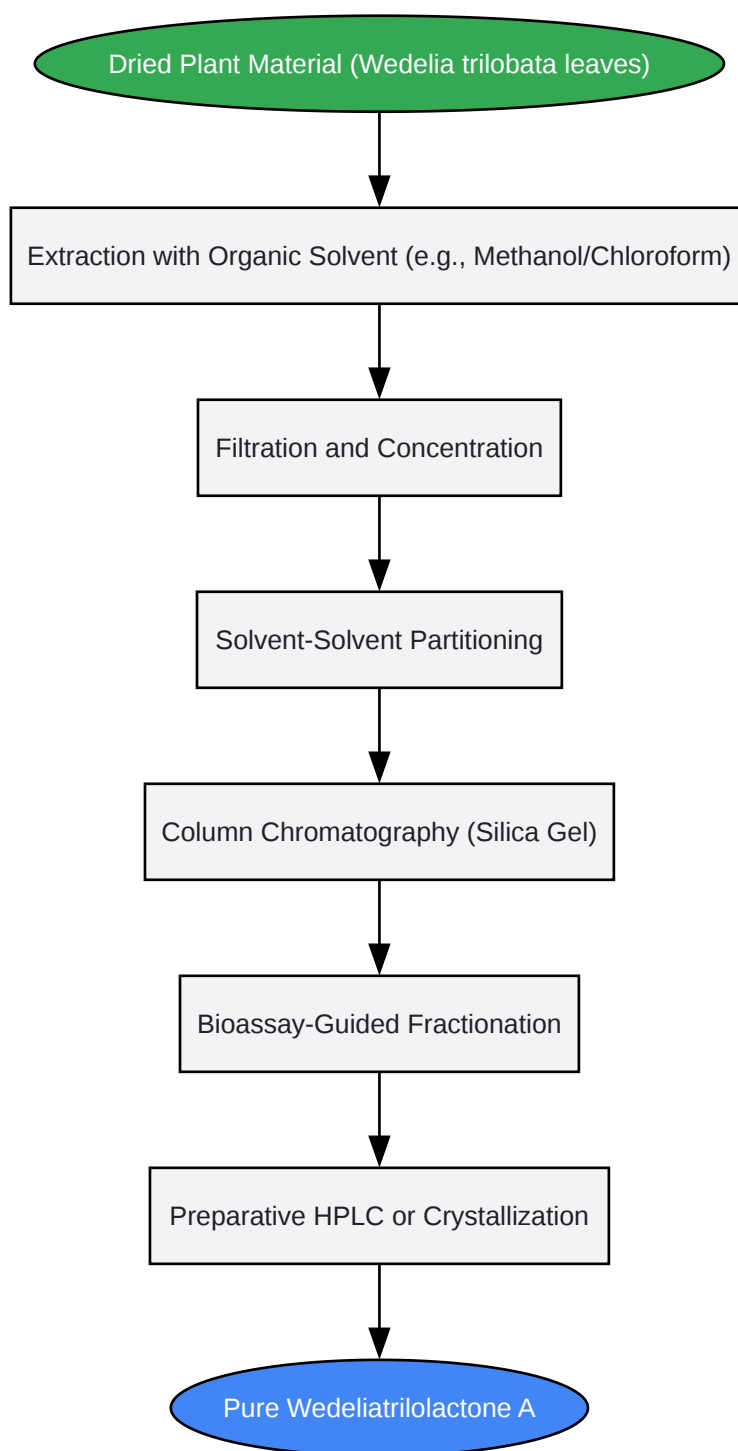 Dried Plant Material (Wedelia trilobata leaves)
Extraction with Organic Solvent (e.g., Methanol/Chloroform)
Filtration and Concentration
Solvent-Solvent Partitioning
Column Chromatography (Silica Gel)
Bioassay-Guided Fractionation
Preparative HPLC or Crystallization
Pure Wedeliatrilolactone A